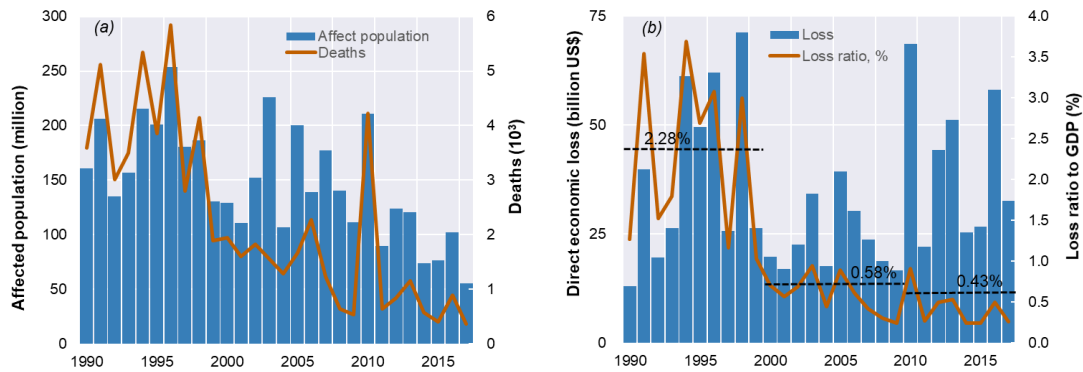 (a)
Affect population
Deaths
Affected population (million)
300
250
200
150
100
50
0
6
5
4
3
2
1
0
Deaths (10³)
1990 1995 2000 2005 2010 2015
(b)
Loss
Loss ratio, %
Direct economic loss (billion US$)
75
50
25
0
2.28%
0.58%
0.43%
4.0
3.5
3.0
2.5
2.0
1.5
1.0
0.5
0.0
Loss ratio to GDP (%)
1990 1995 2000 2005 2010 2015